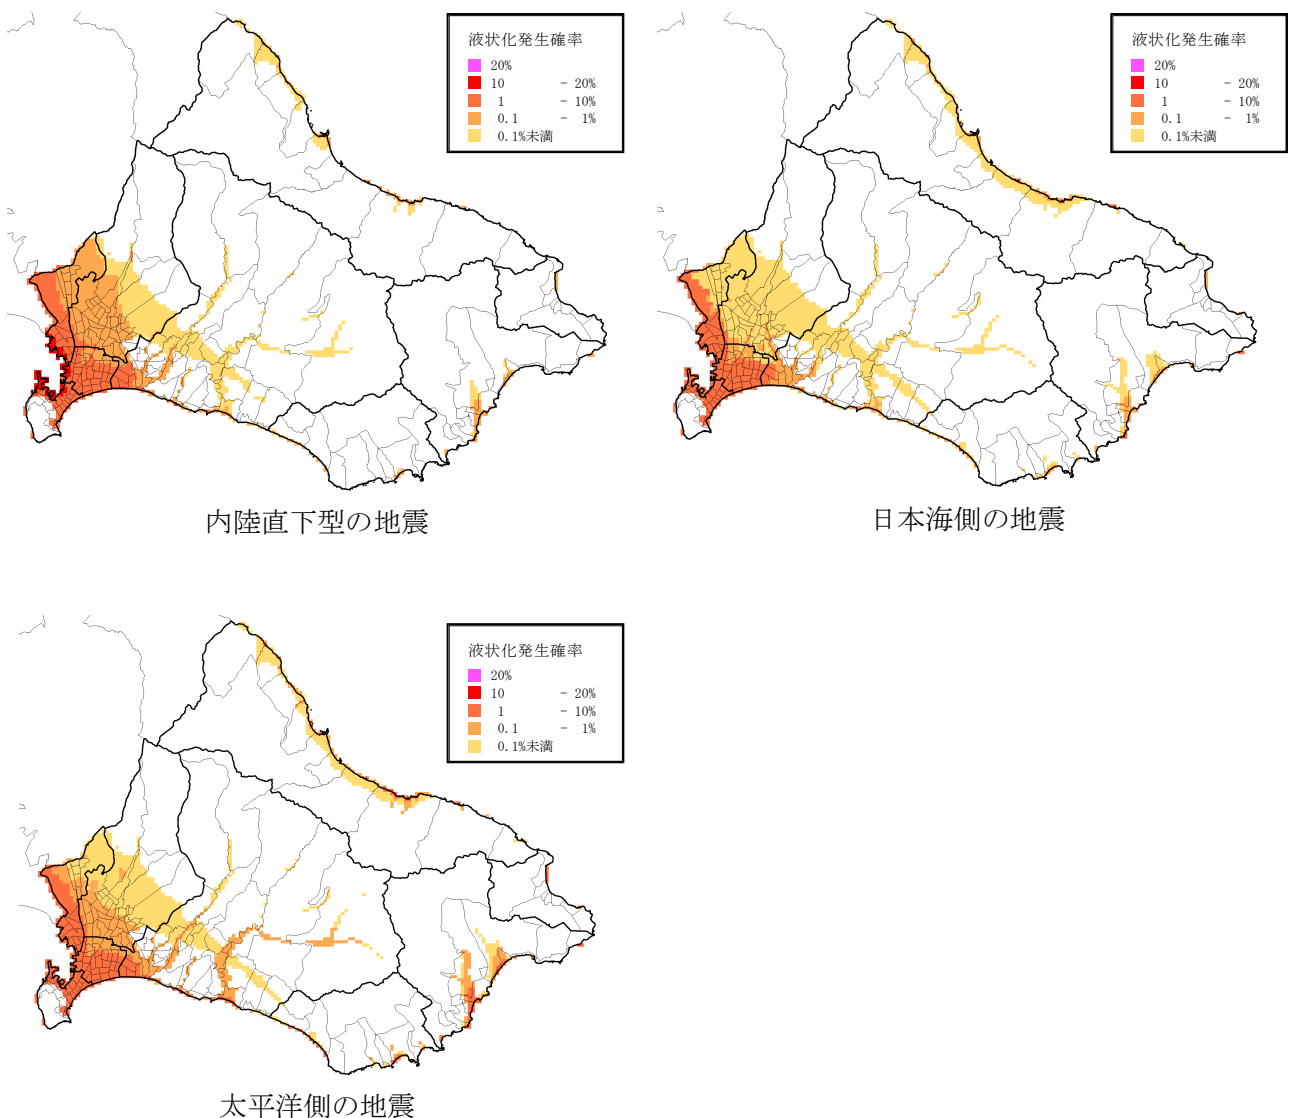 液状化発生確率
20%
10 － 20%
1 － 10%
0.1 － 1%
0.1%未満
内陸直下型の地震
液状化発生確率
20%
10 － 20%
1 － 10%
0.1 － 1%
0.1%未満
日本海側の地震
液状化発生確率
20%
10 － 20%
1 － 10%
0.1 － 1%
0.1%未満
太平洋側の地震